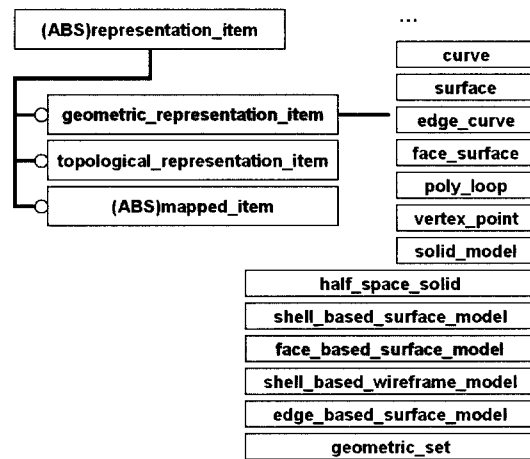 (ABS)representation_item
...
curve
surface
geometric_representation_item
edge_curve
topological_representation_item
face_surface
(ABS)mapped_item
poly_loop
vertex_point
solid_model
half_space_solid
shell_based_surface_model
face_based_surface_model
shell_based_wireframe_model
edge_based_surface_model
geometric_set